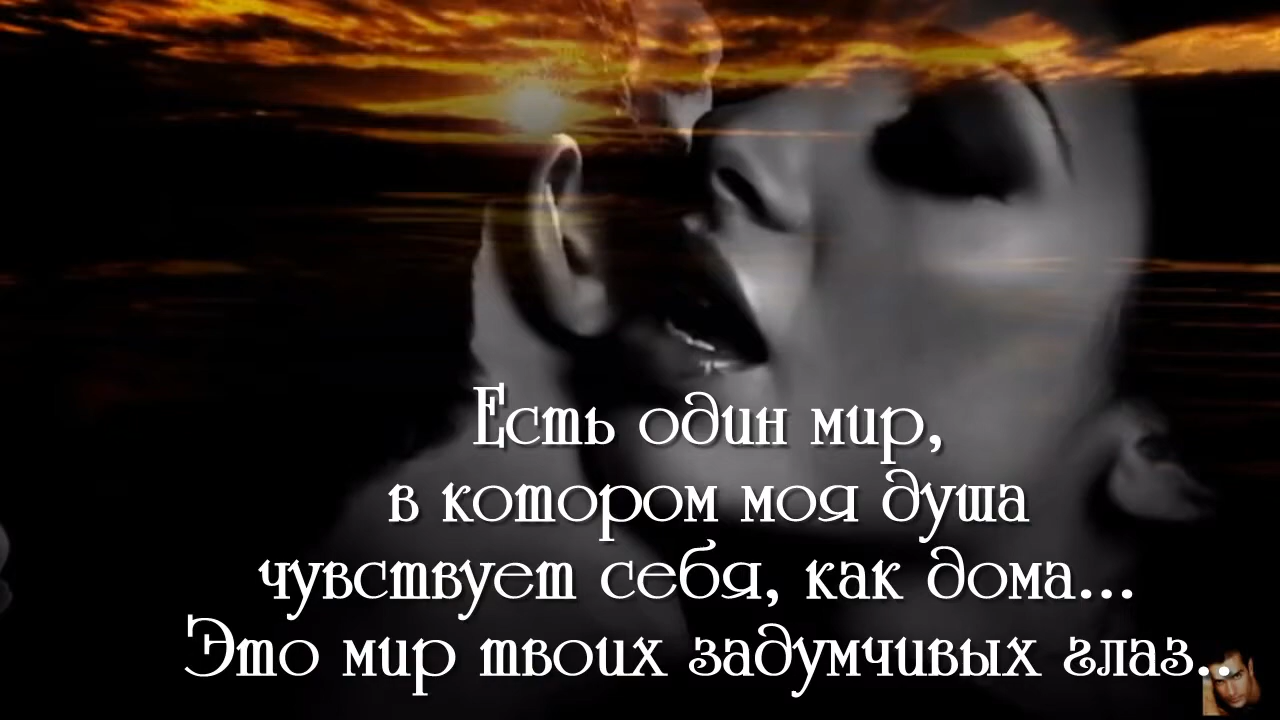 Есть один мир,
в котором моя душа
чувствует себя, как дома...
Это мир твоих задумчивых глаз..